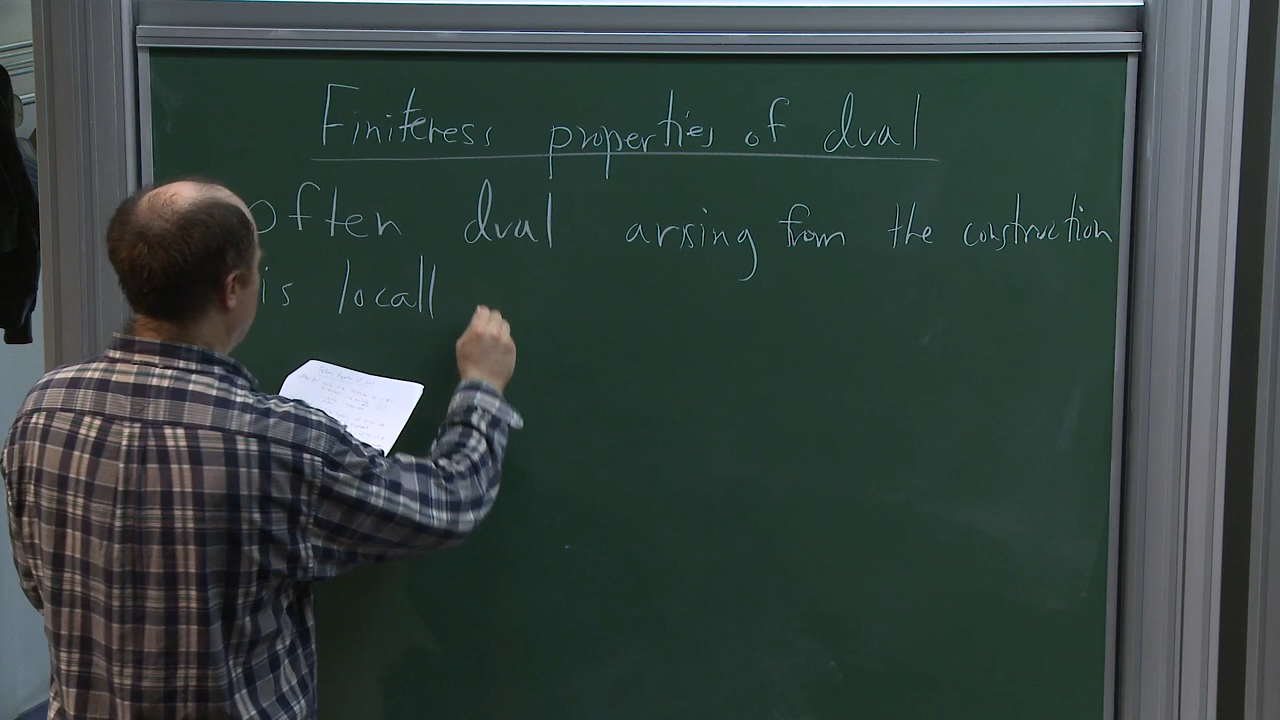 Finiteness properties of dual
often dual arising from the construction
is locall